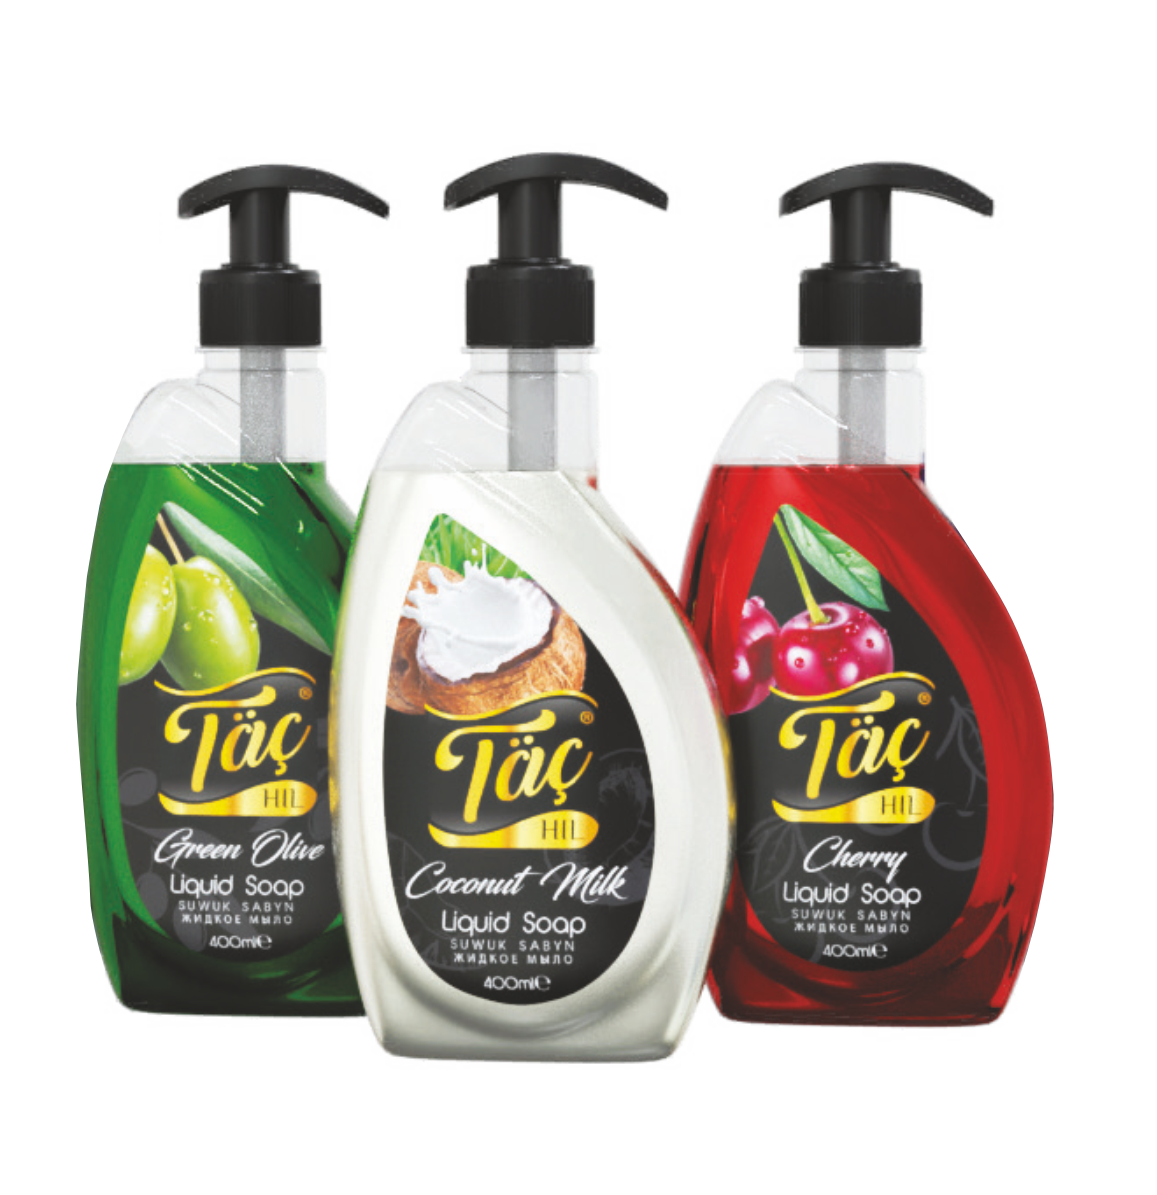 Täç®
HIL
Green Olive
Liquid Soap
SUWUK SABYN
ЖИДКОЕ МЫЛО
400ml℮
Täç®
HIL
Coconut Milk
Liquid Soap
SUWUK SABYN
ЖИДКОЕ МЫЛО
400ml℮
Täç®
HIL
Cherry
Liquid Soap
SUWUK SABYN
ЖИДКОЕ МЫЛО
400ml℮